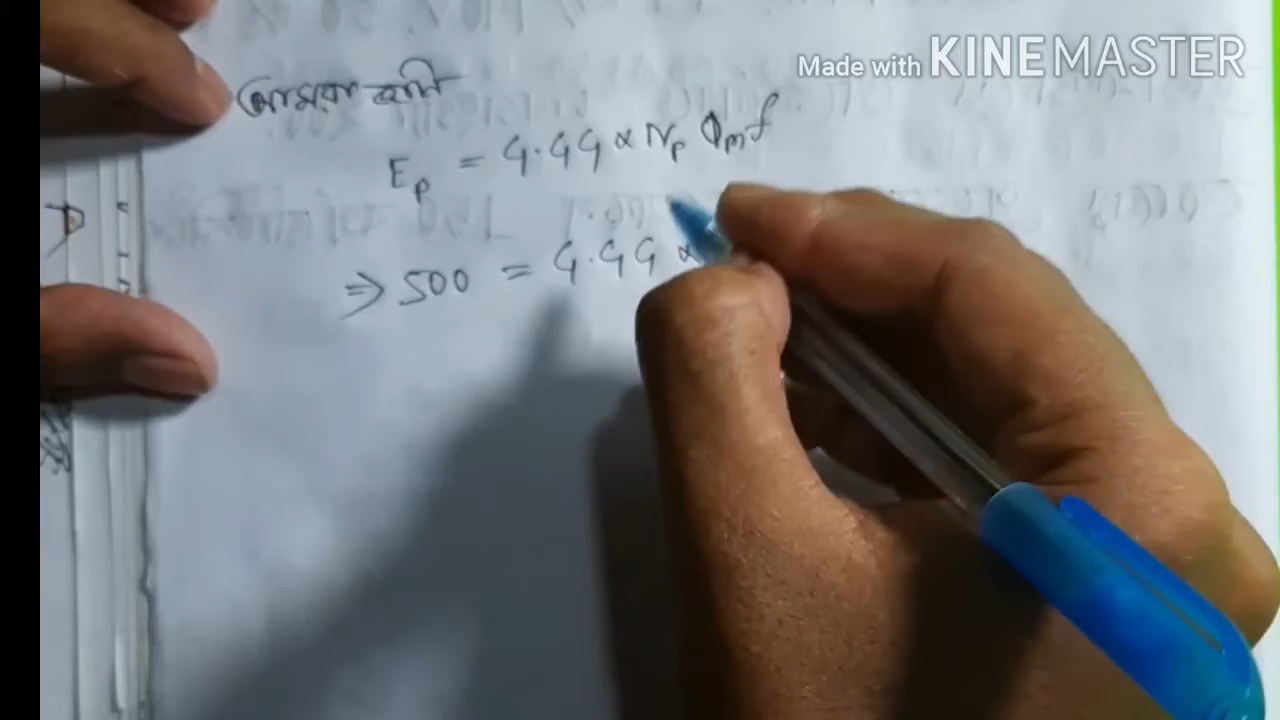 Made with KINEMASTER
আমরা জানি
Ep = 4.44 × Np Φm f
⇒ 500 = 4.44 ×